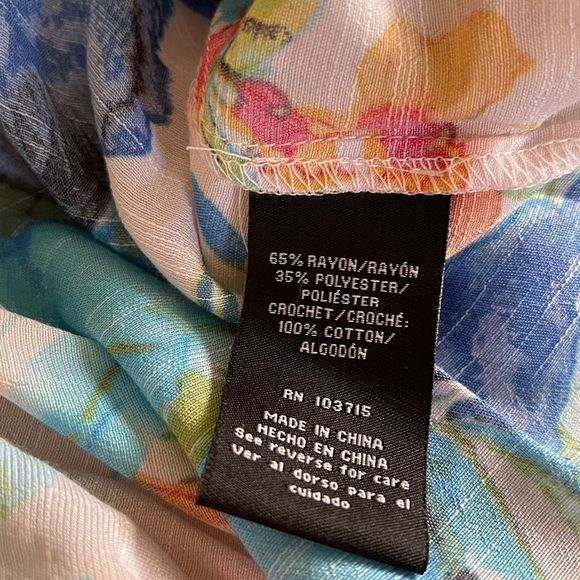 65% RAYON/RAYÓN
35% POLYESTER/
POLIÉSTER
CROCHET/CROCHÉ:
100% COTTON/
ALGODÓN
RN 103715
MADE IN CHINA
HECHO EN CHINA
See reverse for care
Ver al dorso para el
cuidado